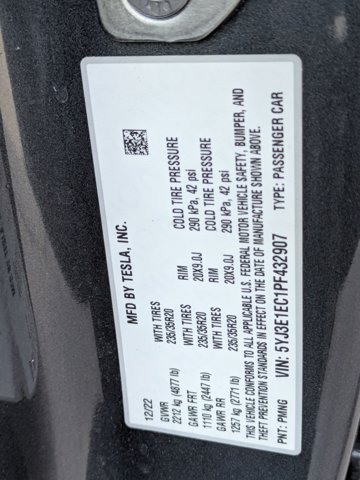 MFD BY TESLA, INC.
12/22
GVWR
2212 kg (4877 lb)
GAWR FRT WITH TIRES RIM COLD TIRE PRESSURE
1110 kg (2447 lb) 235/35R20 20X9.0J 290 kPa, 42 psi
GAWR RR WITH TIRES RIM COLD TIRE PRESSURE
1257 kg (2771 lb) 235/35R20 20X9.0J 290 kPa, 42 psi
THIS VEHICLE CONFORMS TO ALL APPLICABLE U.S. FEDERAL MOTOR VEHICLE SAFETY, BUMPER, AND
THEFT PREVENTION STANDARDS IN EFFECT ON THE DATE OF MANUFACTURE SHOWN ABOVE.
VIN: 5YJ3E1EC1PF432907
PNT: PMNG TYPE: PASSENGER CAR